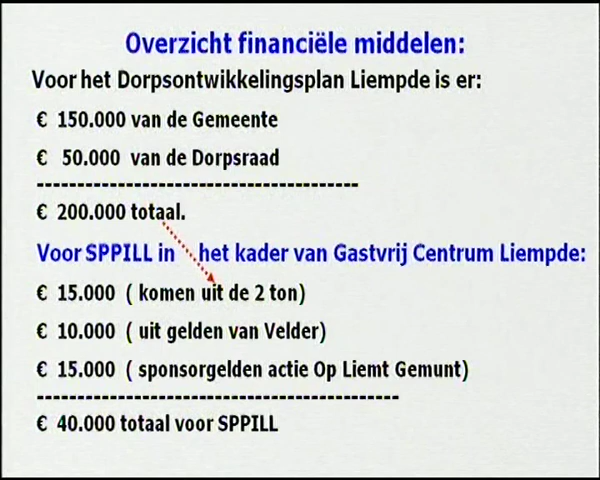 Overzicht financiële middelen:
Voor het Dorpsontwikkelingsplan Liempde is er:
€ 150.000 van de Gemeente
€ 50.000 van de Dorpsraad
----------------------------------------
€ 200.000 totaal.
Voor SPPILL in het kader van Gastvrij Centrum Liempde:
€ 15.000 ( komen uit de 2 ton)
€ 10.000 ( uit gelden van Velder)
€ 15.000 ( sponsorgelden actie Op Liemt Gemunt)
---------------------------------------------
€ 40.000 totaal voor SPPILL